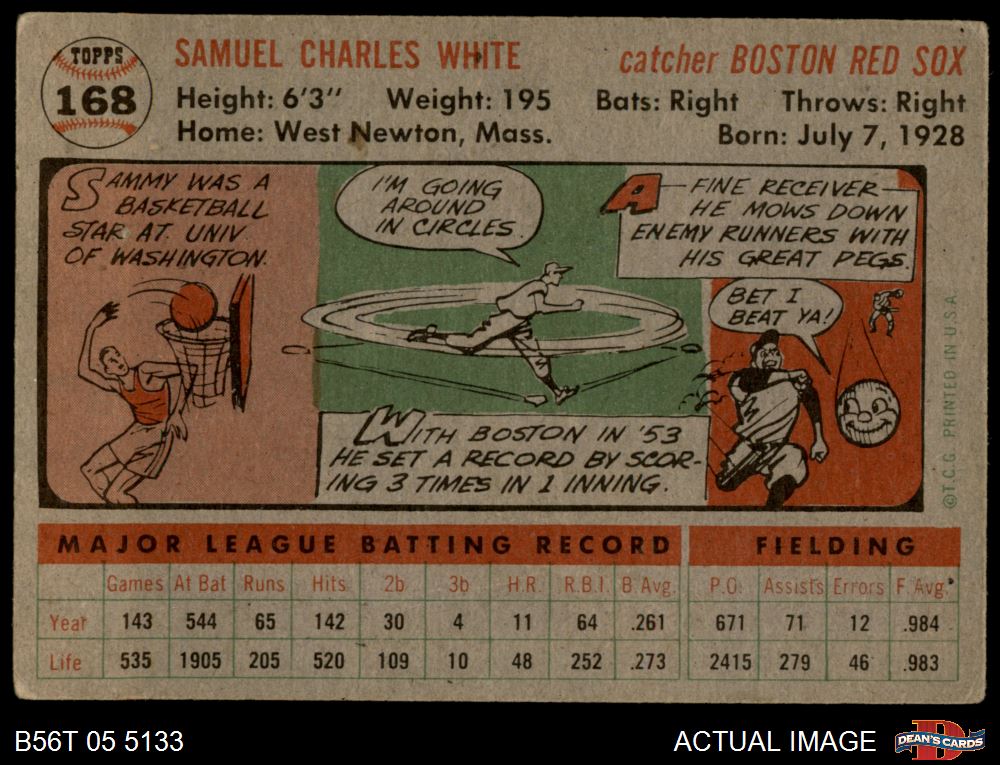 TOPPS
168
SAMUEL CHARLES WHITE
catcher BOSTON RED SOX
Height: 6'3" Weight: 195 Bats: Right Throws: Right
Home: West Newton, Mass. Born: July 7, 1928
SAMMY WAS A
BASKETBALL
STAR AT UNIV.
OF WASHINGTON.
I'M GOING
AROUND
IN CIRCLES.
WITH BOSTON IN '53
HE SET A RECORD BY SCOR-
ING 3 TIMES IN 1 INNING.
A FINE RECEIVER
HE MOWS DOWN
ENEMY RUNNERS WITH
HIS GREAT PEGS.
BET I
BEAT YA!
©T.C.G. PRINTED IN U.S.A.
MAJOR LEAGUE BATTING RECORD FIELDING
Games At Bat Runs Hits 2b 3b H.R. R.B.I. B. Avg. P.O. Assists Errors F. Avg.
Year 143 544 65 142 30 4 11 64 .261 671 71 12 .984
Life 535 1905 205 520 109 10 48 252 .273 2415 279 46 .983
B56T 05 5133
ACTUAL IMAGE
DEAN'S CARDS